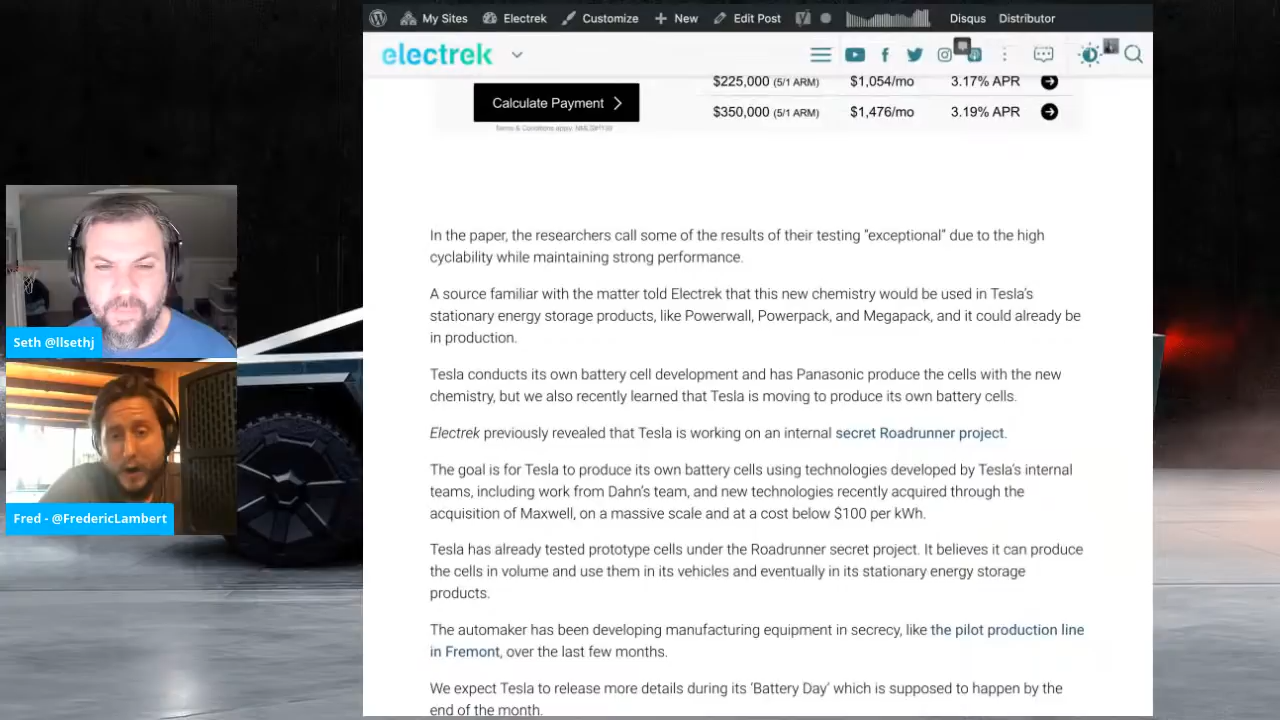 My Sites
Electrek
Customize
New
Edit Post
Disqus
Distributor
electrek
$225,000 (5/1 ARM) $1,054/mo 3.17% APR
Calculate Payment
$350,000 (5/1 ARM) $1,476/mo 3.19% APR
Terms & Conditions apply.
In the paper, the researchers call some of the results of their testing “exceptional” due to the high
cyclability while maintaining strong performance.
A source familiar with the matter told Electrek that this new chemistry would be used in Tesla’s
stationary energy storage products, like Powerwall, Powerpack, and Megapack, and it could already be
in production.
Tesla conducts its own battery cell development and has Panasonic produce the cells with the new
chemistry, but we also recently learned that Tesla is moving to produce its own battery cells.
Electrek previously revealed that Tesla is working on an internal secret Roadrunner project.
The goal is for Tesla to produce its own battery cells using technologies developed by Tesla’s internal
teams, including work from Dahn’s team, and new technologies recently acquired through the
acquisition of Maxwell, on a massive scale and at a cost below $100 per kWh.
Tesla has already tested prototype cells under the Roadrunner secret project. It believes it can produce
the cells in volume and use them in its vehicles and eventually in its stationary energy storage
products.
The automaker has been developing manufacturing equipment in secrecy, like the pilot production line
in Fremont, over the last few months.
We expect Tesla to release more details during its ‘Battery Day’ which is supposed to happen by the
end of the month.
Seth @llsethj
Fred - @FredericLambert